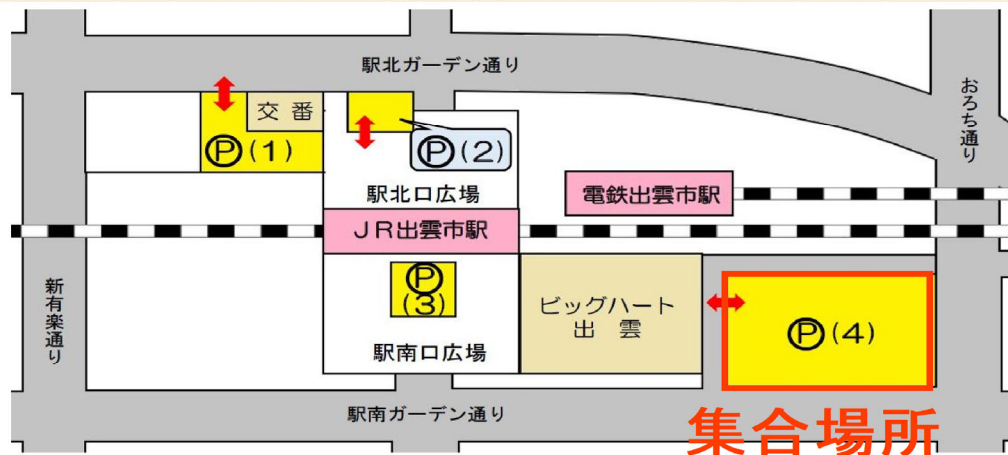 駅北ガーデン通り
おろち通り
交番
Ⓟ(1)
Ⓟ(2)
駅北口広場
電鉄出雲市駅
JR出雲市駅
新有楽通り
Ⓟ
(3)
駅南口広場
ビッグハート
出雲
Ⓟ(4)
駅南ガーデン通り
集合場所